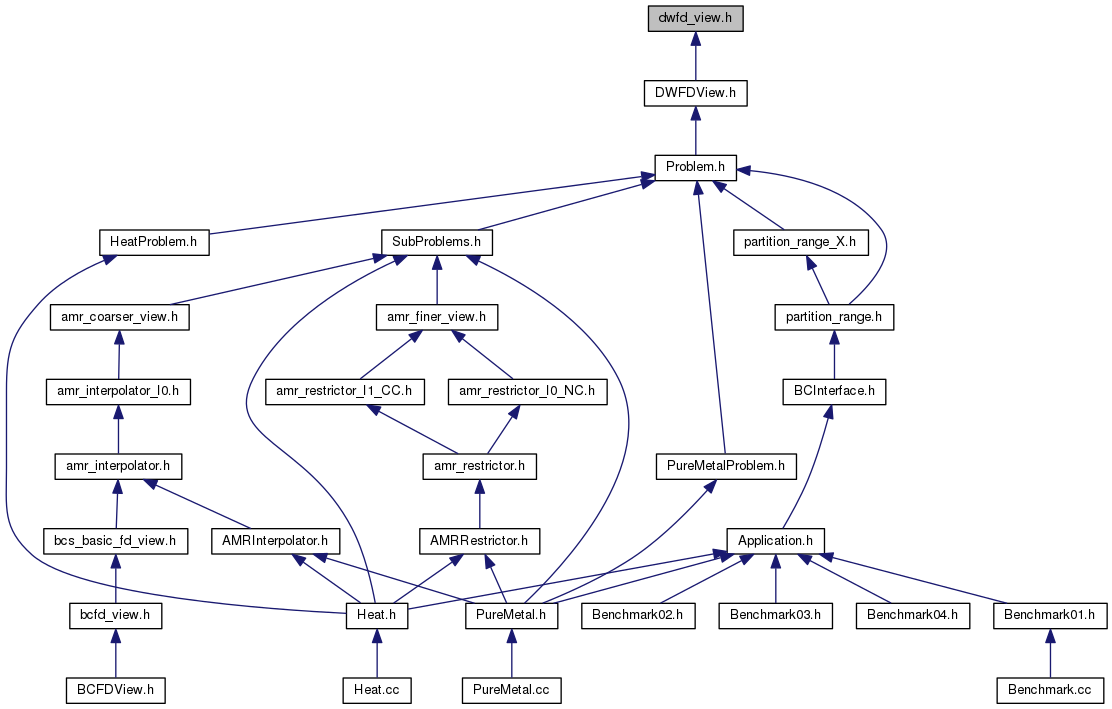 dwfd_view.h
DWFDView.h
Problem.h
HeatProblem.h
SubProblems.h
partition_range_X.h
amr_coarser_view.h
amr_finer_view.h
partition_range.h
amr_interpolator_l0.h
amr_restrictor_l1_CC.h
amr_restrictor_l0_NC.h
BCInterface.h
amr_interpolator.h
amr_restrictor.h
PureMetalProblem.h
bcs_basic_fd_view.h
AMRInterpolator.h
AMRRestrictor.h
Application.h
bcfd_view.h
Heat.h
PureMetal.h
Benchmark02.h
Benchmark03.h
Benchmark04.h
Benchmark01.h
BCFDView.h
Heat.cc
PureMetal.cc
Benchmark.cc